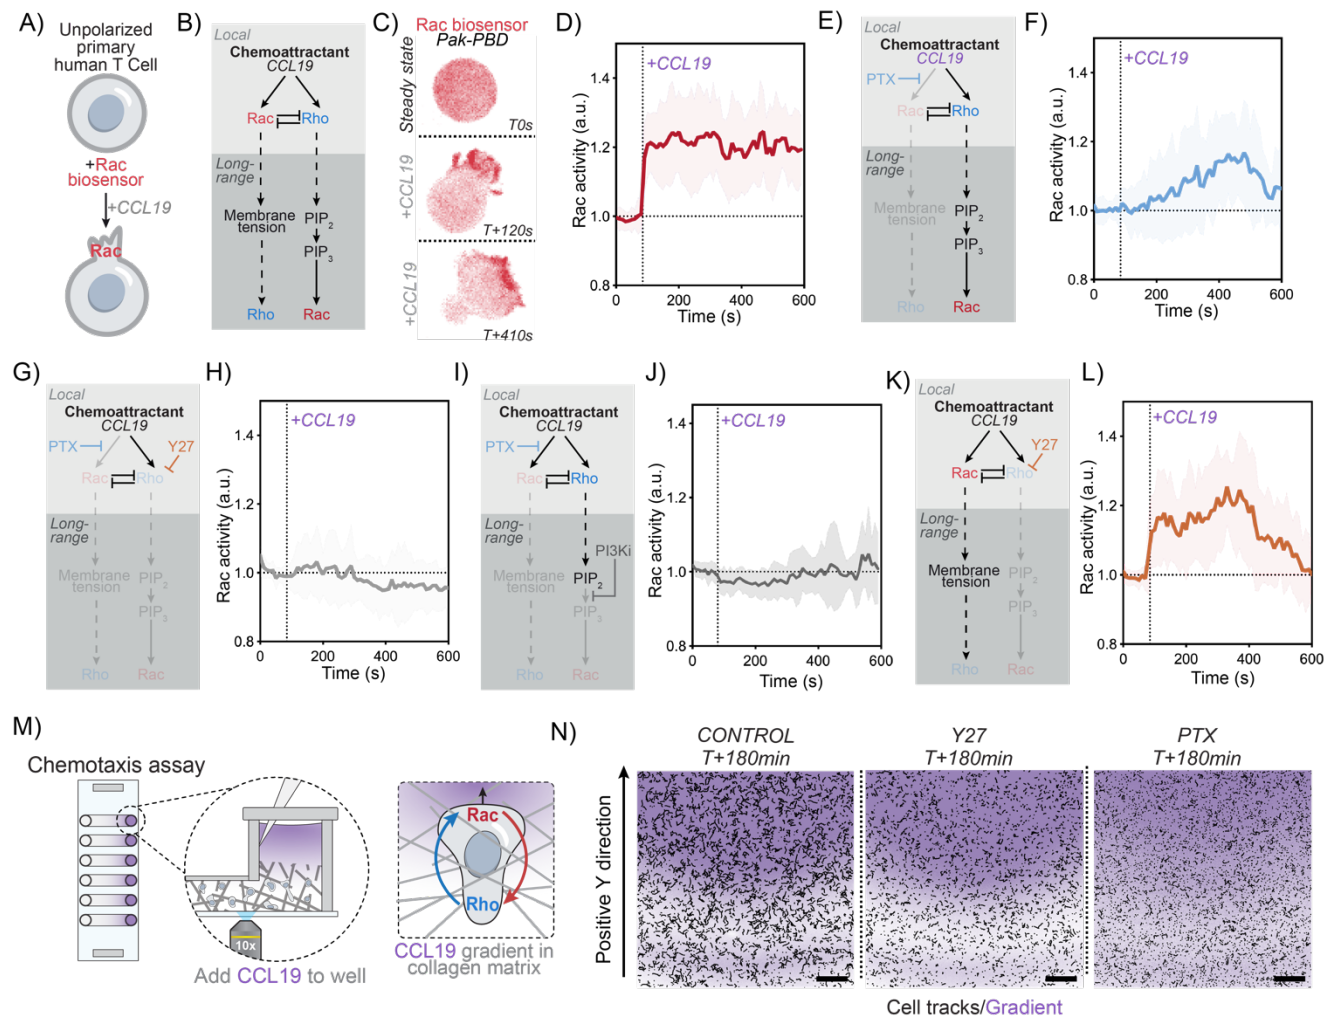 A)
Unpolarized
primary
human T Cell
+Rac
biosensor
+CCL19
Rac
B)
Local
Chemoattractant
CCL19
Rac
Rho
Long-
range
Membrane
tension
PIP2
PIP3
Rho
Rac
C)
Rac biosensor
Pak-PBD
Steady state
T0s
+CCL19
T+120s
+CCL19
T+410s
D)
+CCL19
Rac activity (a.u.)
1.4
1.2
1.0
0.8
0 200 400 600
Time (s)
E)
Local
Chemoattractant
CCL19
PTX
Rac
Rho
Long-
range
Membrane
tension
PIP2
PIP3
Rho
Rac
F)
+CCL19
Rac activity (a.u.)
1.4
1.2
1.0
0.8
0 200 400 600
Time (s)
G)
Local
Chemoattractant
CCL19
PTX
Y27
Rac
Rho
Long-
range
Membrane
tension
PIP2
PIP3
Rho
Rac
H)
+CCL19
Rac activity (a.u.)
1.4
1.2
1.0
0.8
0 200 400 600
Time (s)
I)
Local
Chemoattractant
CCL19
PTX
Rac
Rho
Long-
range
PI3Ki
Membrane
tension
PIP2
PIP3
Rho
Rac
J)
+CCL19
Rac activity (a.u.)
1.4
1.2
1.0
0.8
0 200 400 600
Time (s)
K)
Local
Chemoattractant
CCL19
Y27
Rac
Rho
Long-
range
Membrane
tension
PIP2
PIP3
Rho
Rac
L)
+CCL19
Rac activity (a.u.)
1.4
1.2
1.0
0.8
0 200 400 600
Time (s)
M)
Chemotaxis assay
10x
Add CCL19 to well
Rac
Rho
CCL19 gradient in
collagen matrix
N)
CONTROL
T+180min
Y27
T+180min
PTX
T+180min
Positive Y direction
Cell tracks/Gradient